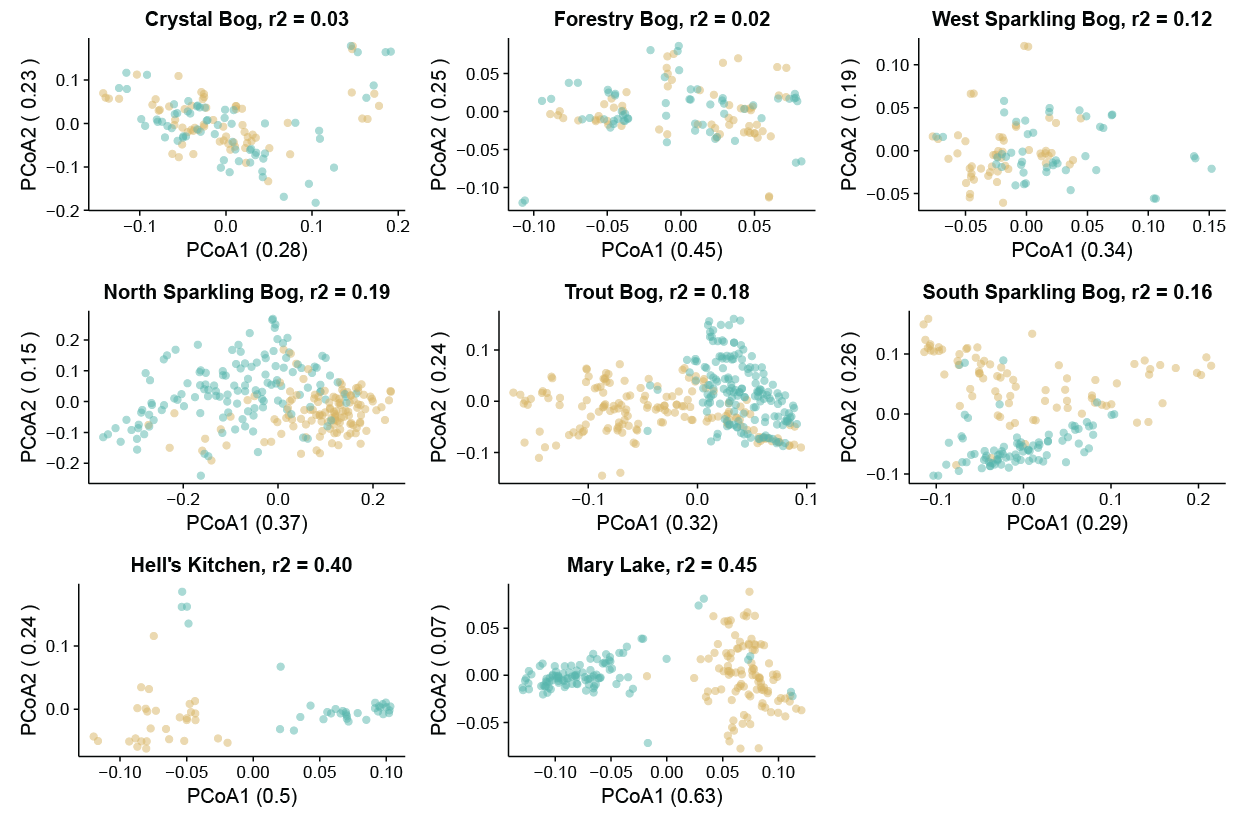 Crystal Bog, r2 = 0.03
PCoA2 ( 0.23 )
0.1
0.0
−0.1
−0.2
−0.1 0.0 0.1 0.2
PCoA1 (0.28)
Forestry Bog, r2 = 0.02
PCoA2 ( 0.25 )
0.05
0.00
−0.05
−0.10
−0.10 −0.05 0.00 0.05
PCoA1 (0.45)
West Sparkling Bog, r2 = 0.12
PCoA2 ( 0.19 )
0.10
0.05
0.00
−0.05
−0.05 0.00 0.05 0.10 0.15
PCoA1 (0.34)
North Sparkling Bog, r2 = 0.19
PCoA2 ( 0.15 )
0.2
0.1
0.0
−0.1
−0.2
−0.2 0.0 0.2
PCoA1 (0.37)
Trout Bog, r2 = 0.18
PCoA2 ( 0.24 )
0.1
0.0
−0.1
−0.1 0.0 0.1
PCoA1 (0.32)
South Sparkling Bog, r2 = 0.16
PCoA2 ( 0.26 )
0.1
0.0
−0.1
−0.1 0.0 0.1 0.2
PCoA1 (0.29)
Hell's Kitchen, r2 = 0.40
PCoA2 ( 0.24 )
0.1
0.0
−0.10 −0.05 0.00 0.05 0.10
PCoA1 (0.5)
Mary Lake, r2 = 0.45
PCoA2 ( 0.07 )
0.05
0.00
−0.05
−0.10 −0.05 0.00 0.05 0.10
PCoA1 (0.63)